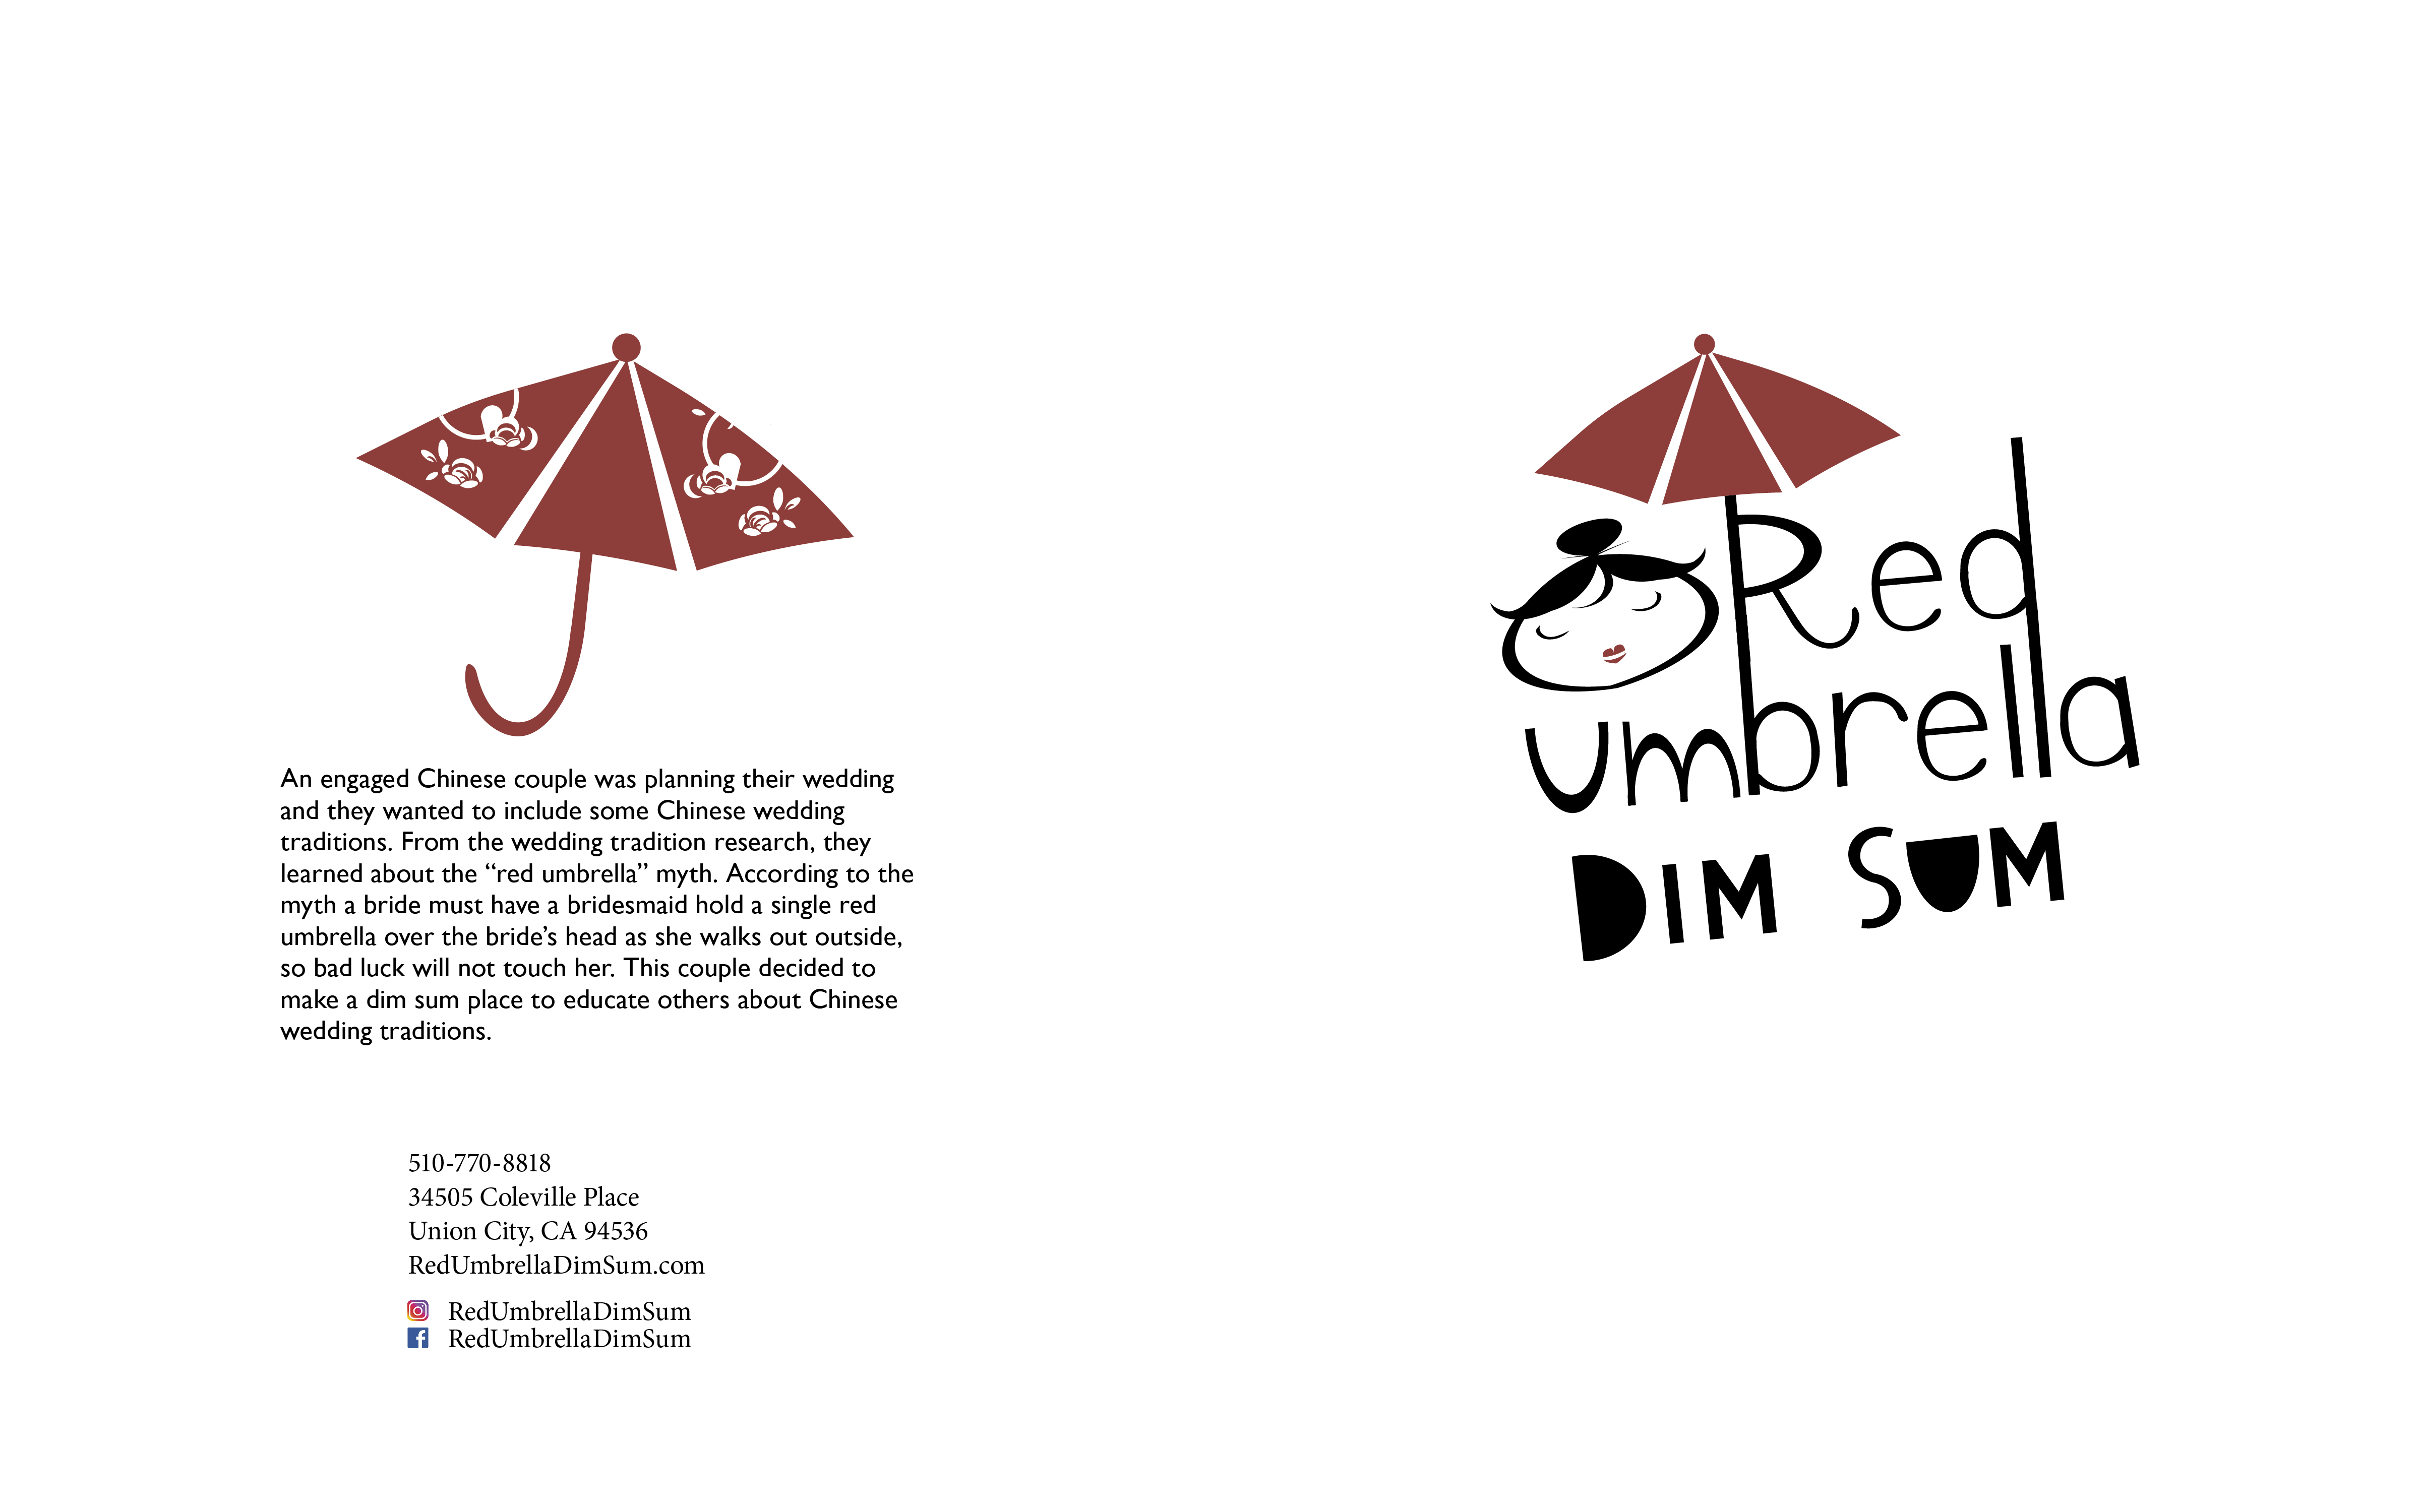 An engaged Chinese couple was planning their wedding
and they wanted to include some Chinese wedding
traditions. From the wedding tradition research, they
learned about the “red umbrella” myth. According to the
myth a bride must have a bridesmaid hold a single red
umbrella over the bride’s head as she walks out outside,
so bad luck will not touch her. This couple decided to
make a dim sum place to educate others about Chinese
wedding traditions.
510-770-8818
34505 Coleville Place
Union City, CA 94536
RedUmbrellaDimSum.com
RedUmbrellaDimSum
RedUmbrellaDimSum
Red
umbrella
DIM SUM